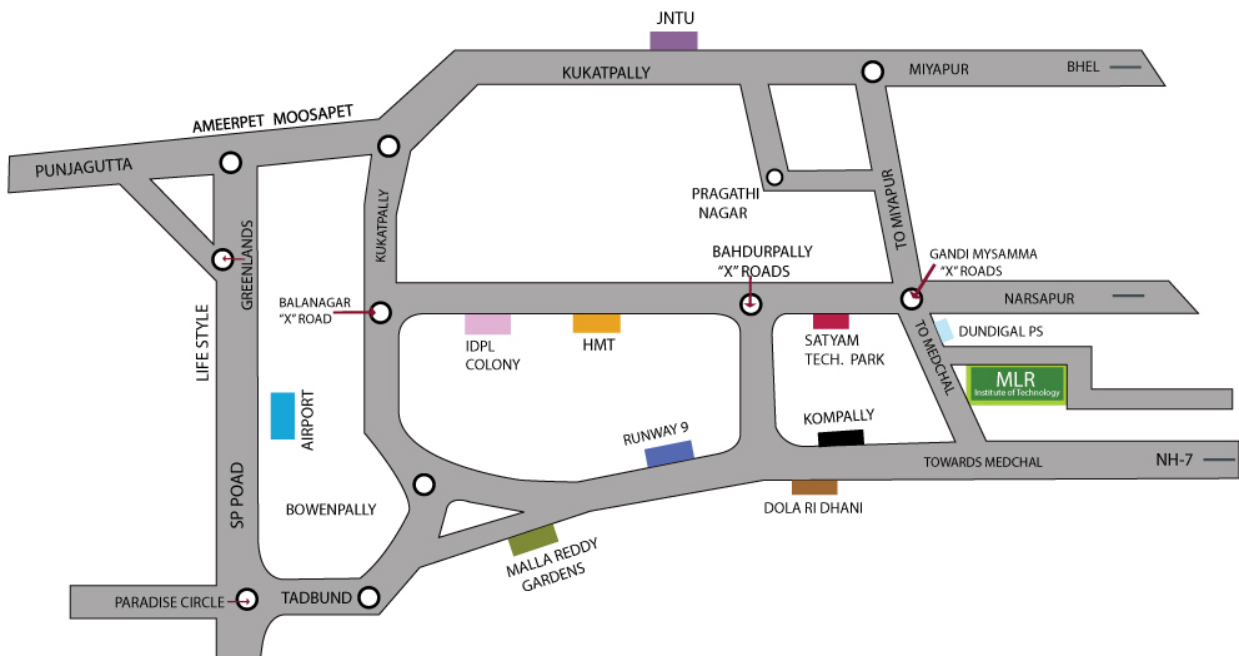 JNTU
KUKATPALLY
MIYAPUR
BHEL
AMEERPET MOOSAPET
PUNJAGUTTA
PRAGATHI
NAGAR
TO MIYAPUR
KUKATPALLY
GREENLANDS
BAHDURPALLY
"X" ROADS
GANDI MYSAMMA
"X" ROADS
BALANAGAR
"X" ROAD
NARSAPUR
LIFE STYLE
IDPL
COLONY
HMT
SATYAM
TECH. PARK
TO MEDCHAL
DUNDIGAL PS
MLR
Institute of Technology
AIRPORT
RUNWAY 9
KOMPALLY
TOWARDS MEDCHAL
NH-7
SP POAD
BOWENPALLY
DOLA RI DHANI
MALLA REDDY
GARDENS
PARADISE CIRCLE
TADBUND